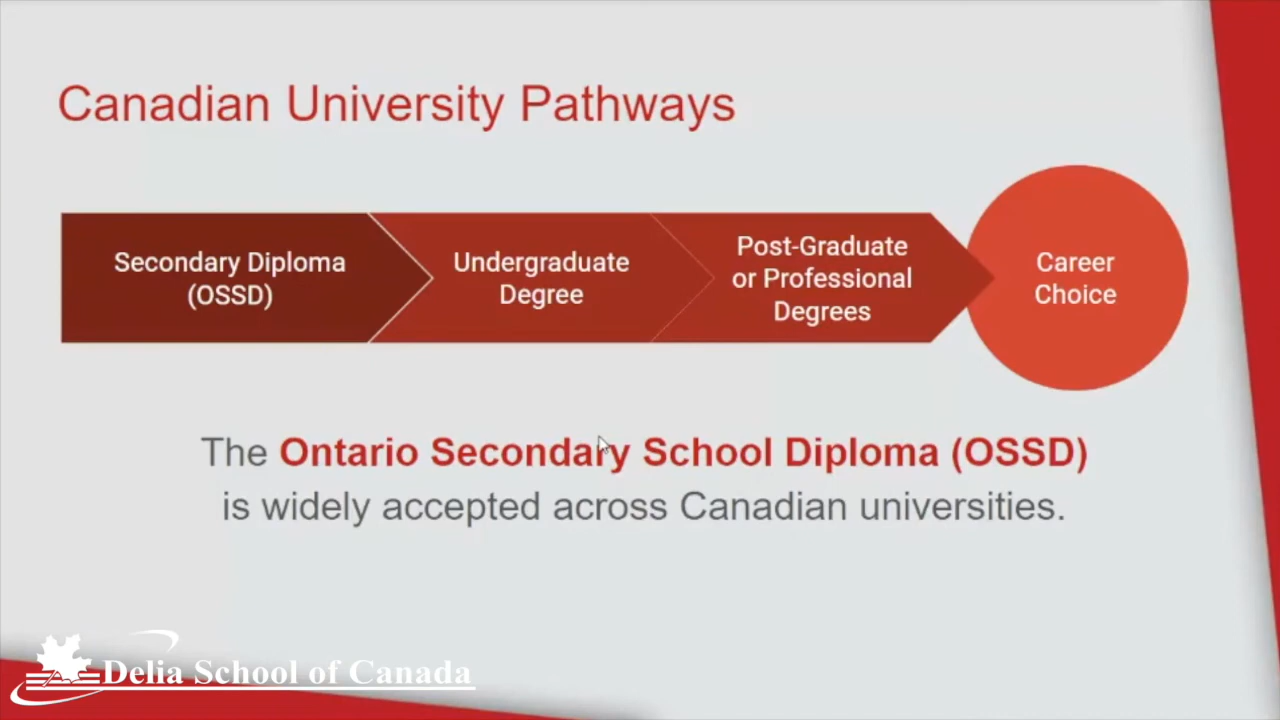 Canadian University Pathways
Secondary Diploma
(OSSD)
Undergraduate
Degree
Post-Graduate
or Professional
Degrees
Career
Choice
The Ontario Secondary School Diploma (OSSD)
is widely accepted across Canadian universities.
Delia School of Canada